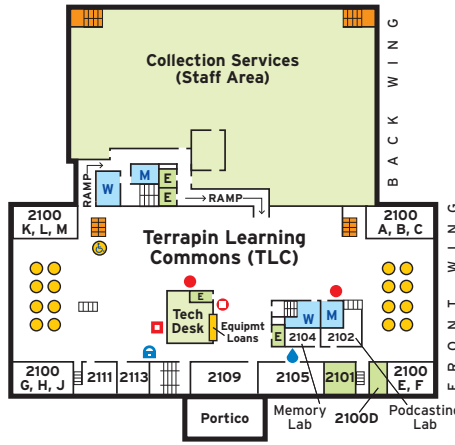 Collection Services
(Staff Area)
BACK WING
W
M
E
E
RAMP
RAMP
2100
K, L, M
2100
A, B, C
Terrapin Learning
Commons (TLC)
FRONT WING
E
Tech
Desk
Equipmt
Loans
W
M
E
2104
2102
2100
G, H, J
2111
2113
2109
2105
2101
2100
E, F
Portico
Memory
Lab
2100D
Podcasting
Lab